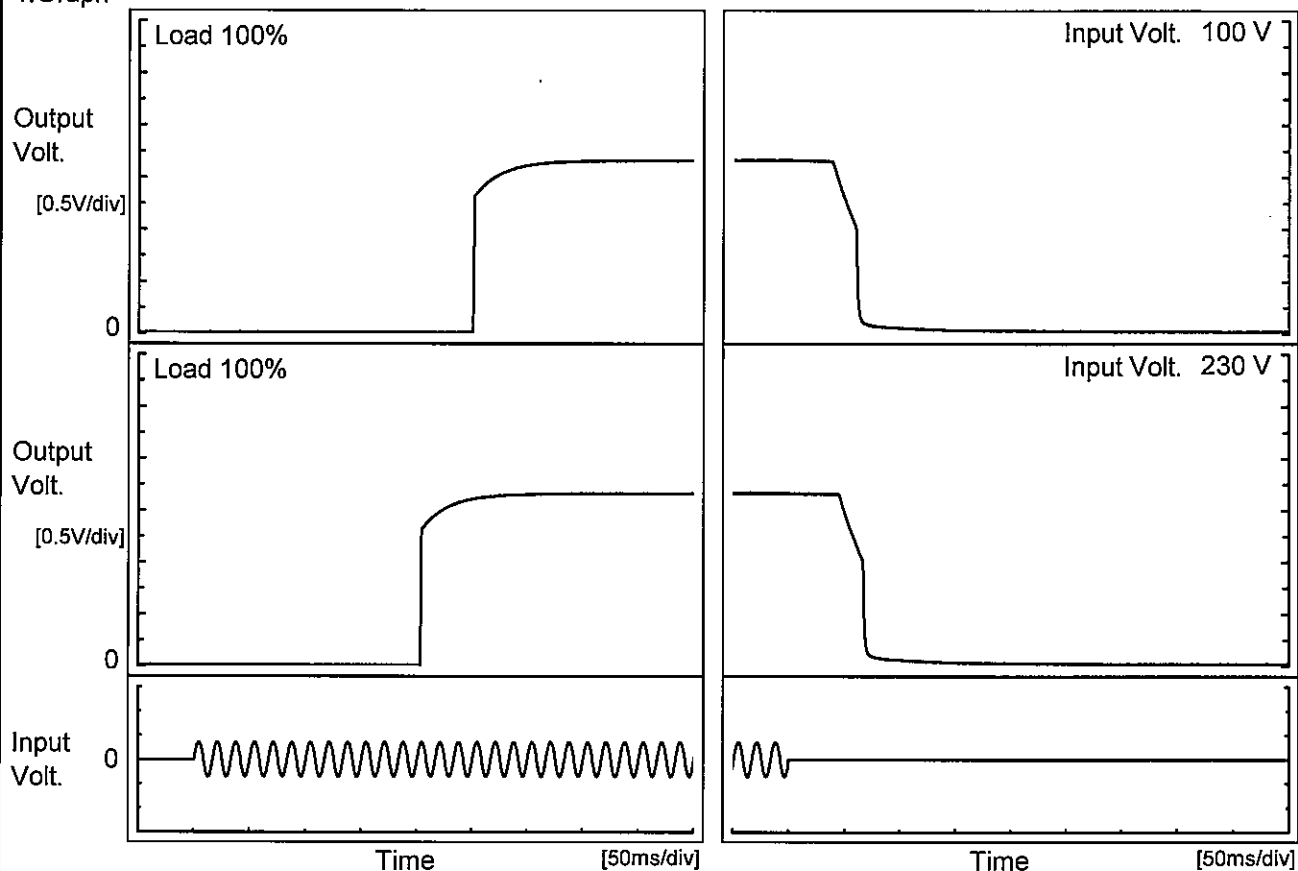 Load 100%
Input Volt. 100 V
Output
Volt.
[0.5V/div]
0
Load 100%
Input Volt. 230 V
Output
Volt.
[0.5V/div]
0
Input
Volt.
0
Time
[50ms/div]
Time
[50ms/div]